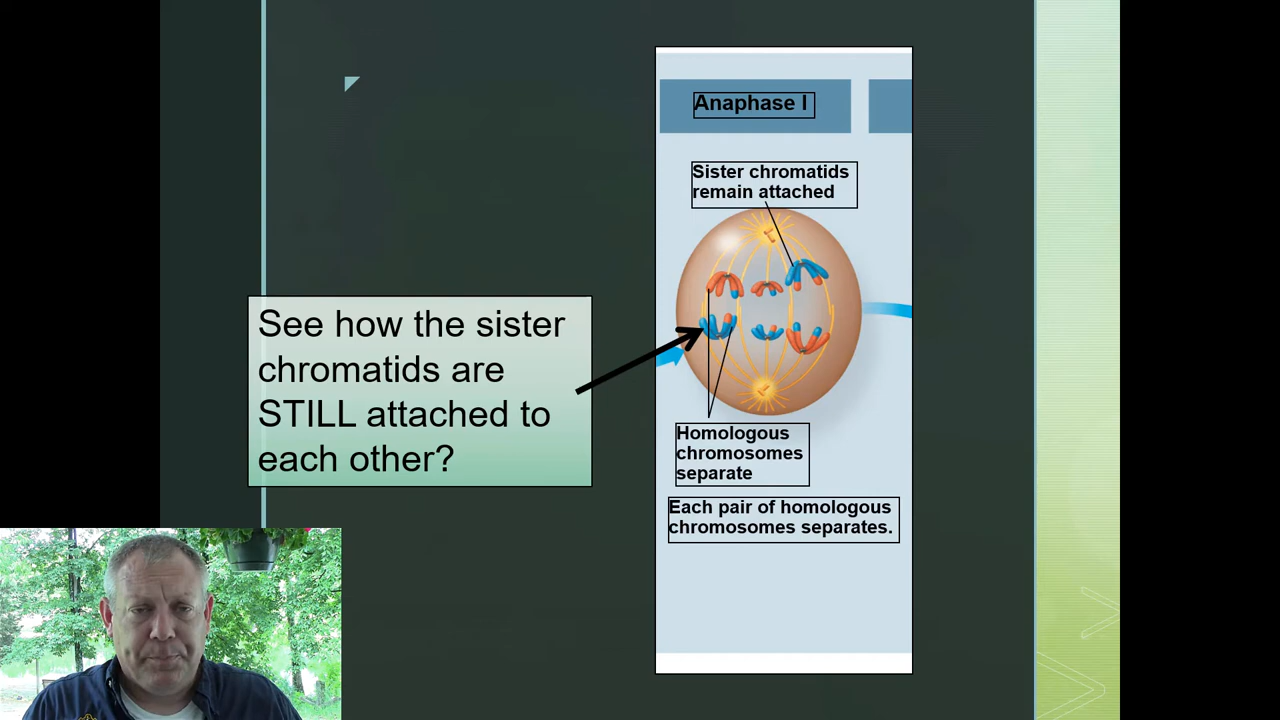 Anaphase I
Sister chromatids
remain attached
See how the sister
chromatids are
STILL attached to
each other?
Homologous
chromosomes
separate
Each pair of homologous
chromosomes separates.